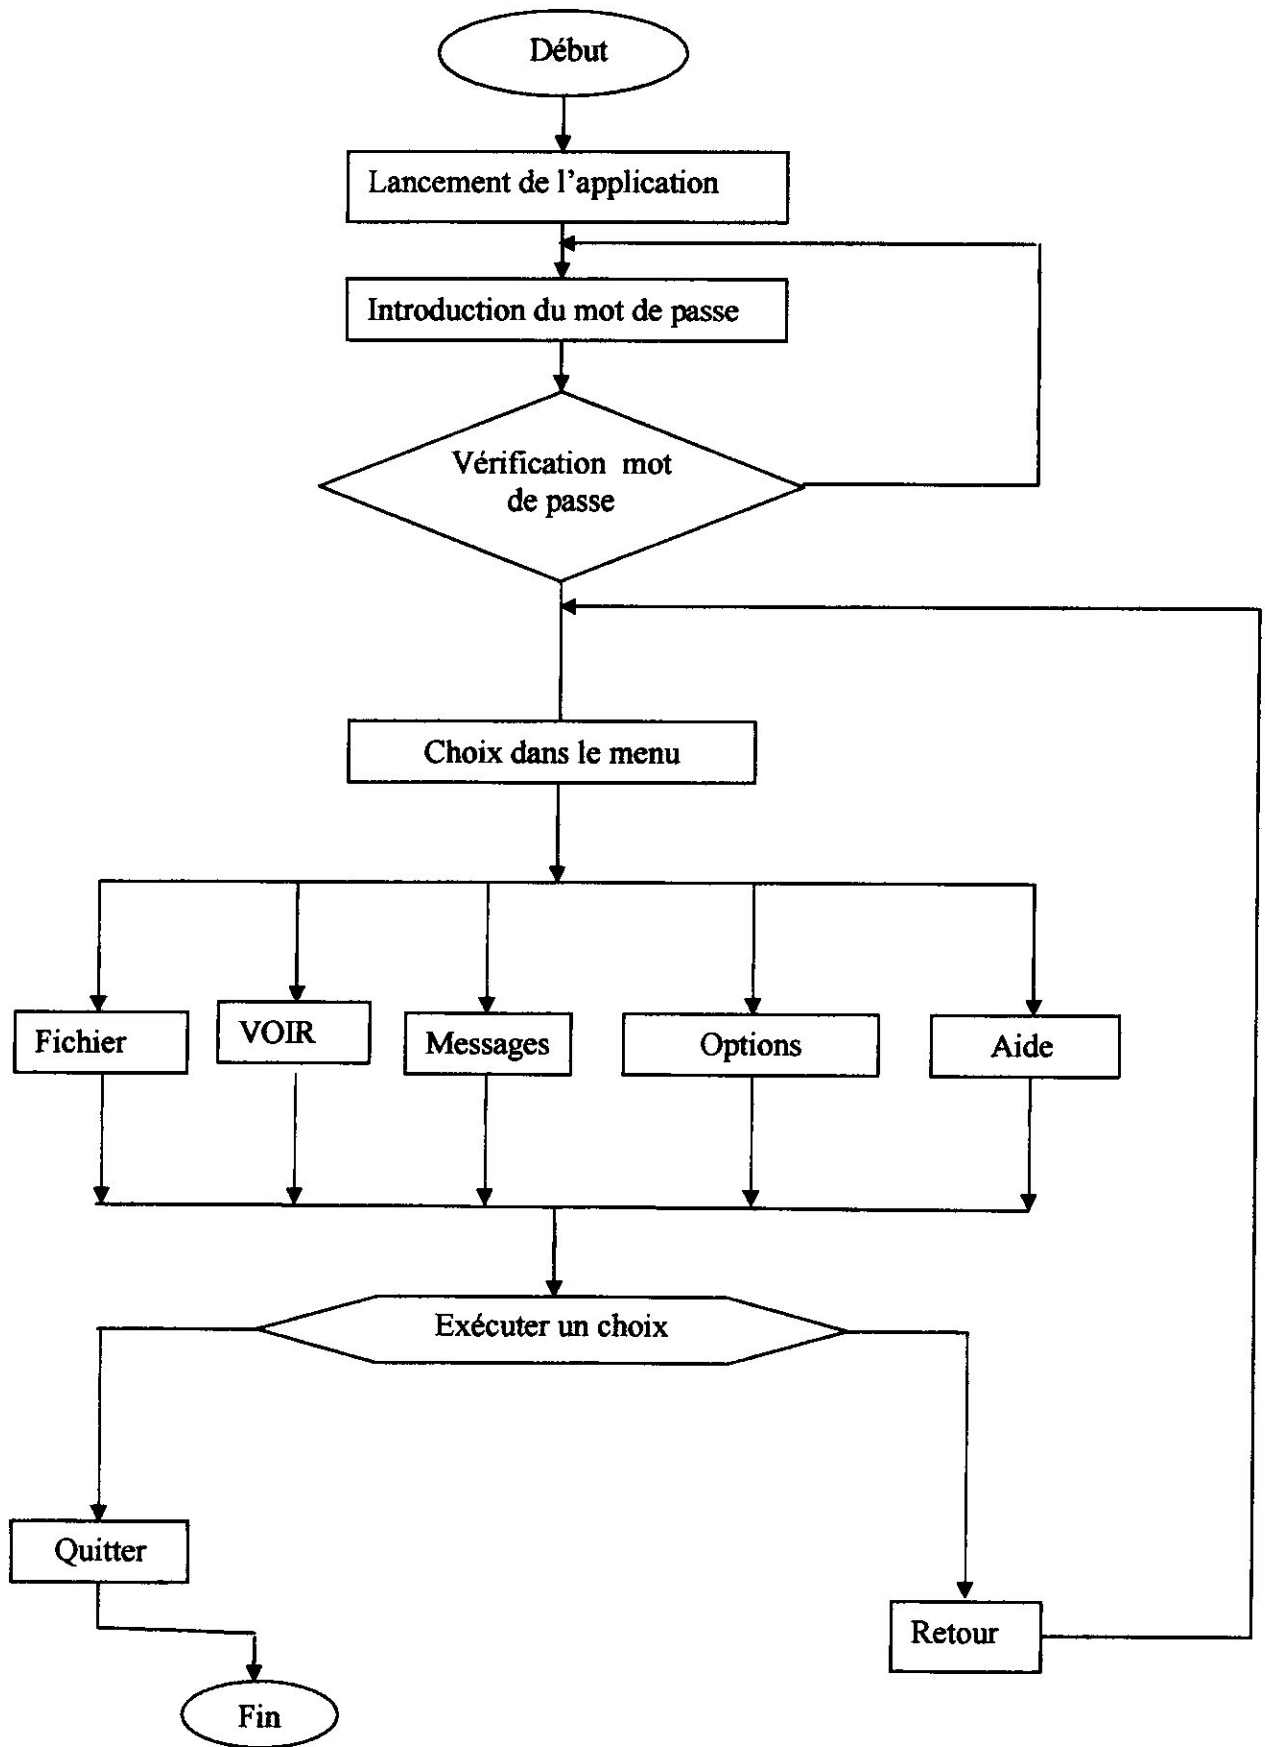 Début
Lancement de l'application
Introduction du mot de passe
Vérification mot
de passe
Choix dans le menu
Fichier
VOIR
Messages
Options
Aide
Exécuter un choix
Quitter
Retour
Fin